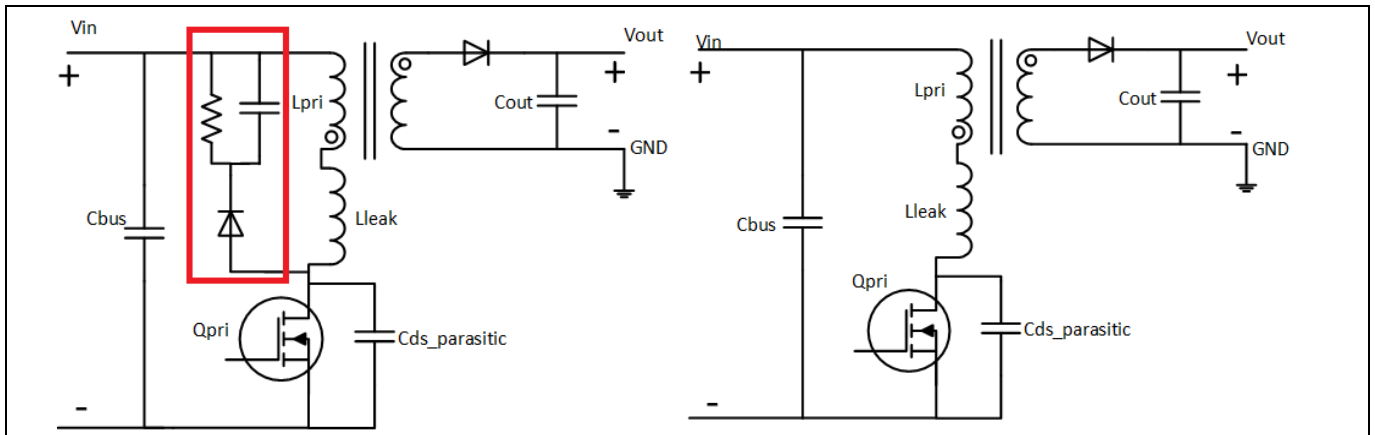 Vin
+
Lpri
Cbus
Lleak
Qpri
Cds_parasitic
-
Vout
+
Cout
-
GND
Vin
+
Lpri
Cbus
Lleak
Qpri
Cds_parasitic
-
Vout
+
Cout
-
GND